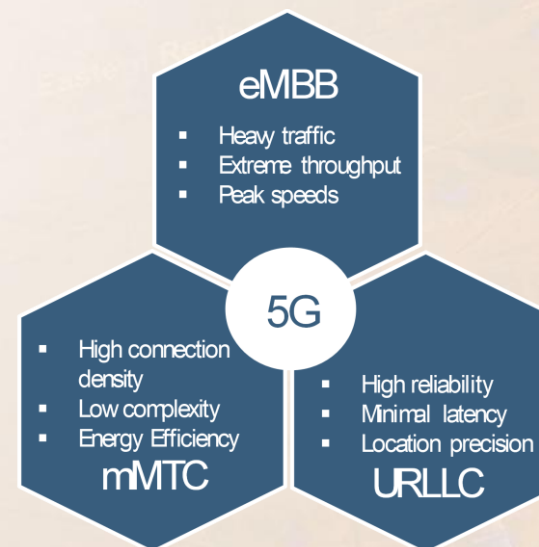 eMBB
▪ Heavy traffic
▪ Extreme throughput
▪ Peak speeds
5G
▪ High connection
density
▪ Low complexity
▪ Energy Efficiency
mMTC
▪ High reliability
▪ Minimal latency
▪ Location precision
URLLC